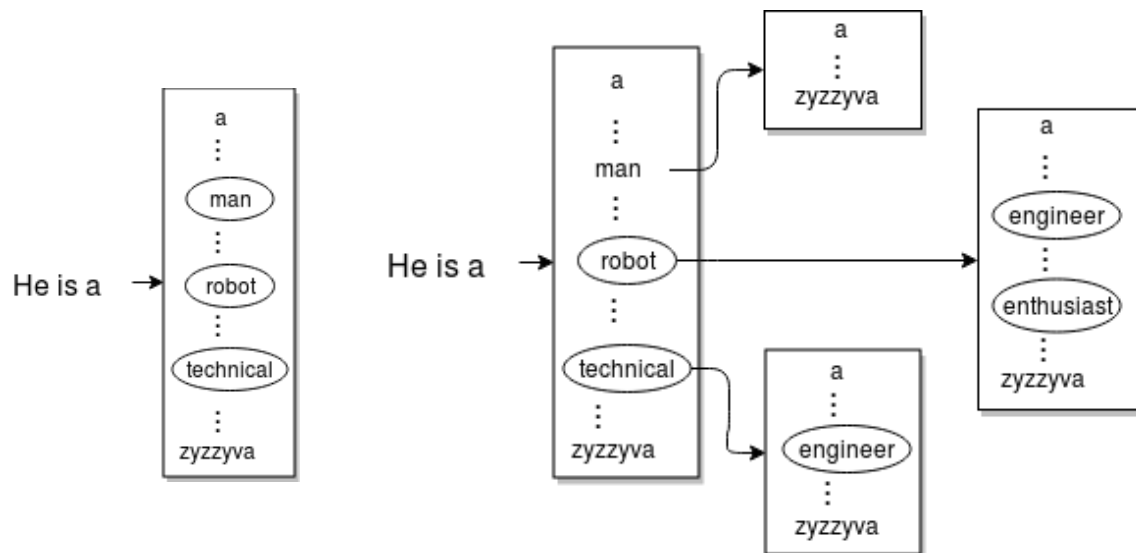 He is a
a
⋮
man
⋮
robot
⋮
technical
⋮
zyzzyva
He is a
a
⋮
man
⋮
robot
⋮
technical
⋮
zyzzyva
a
⋮
zyzzyva
a
⋮
engineer
⋮
enthusiast
⋮
zyzzyva
a
⋮
engineer
⋮
zyzzyva